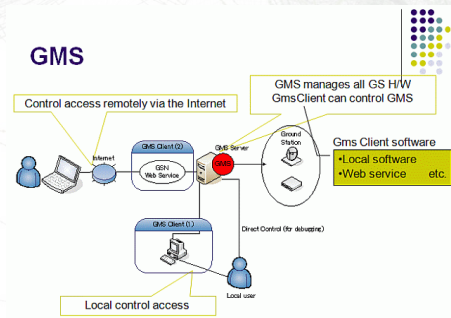 GMS
GMS manages all GS H/W
GmsClient can control GMS
Control access remotely via the Internet
Gms Client software
•Local software
•Web service etc.
Internet
GMS Client (2)
GSN
Web Service
GMS Server
GMS
Ground
Station
GMS Client (1)
Direct Control (for debugging)
Local user
Local control access